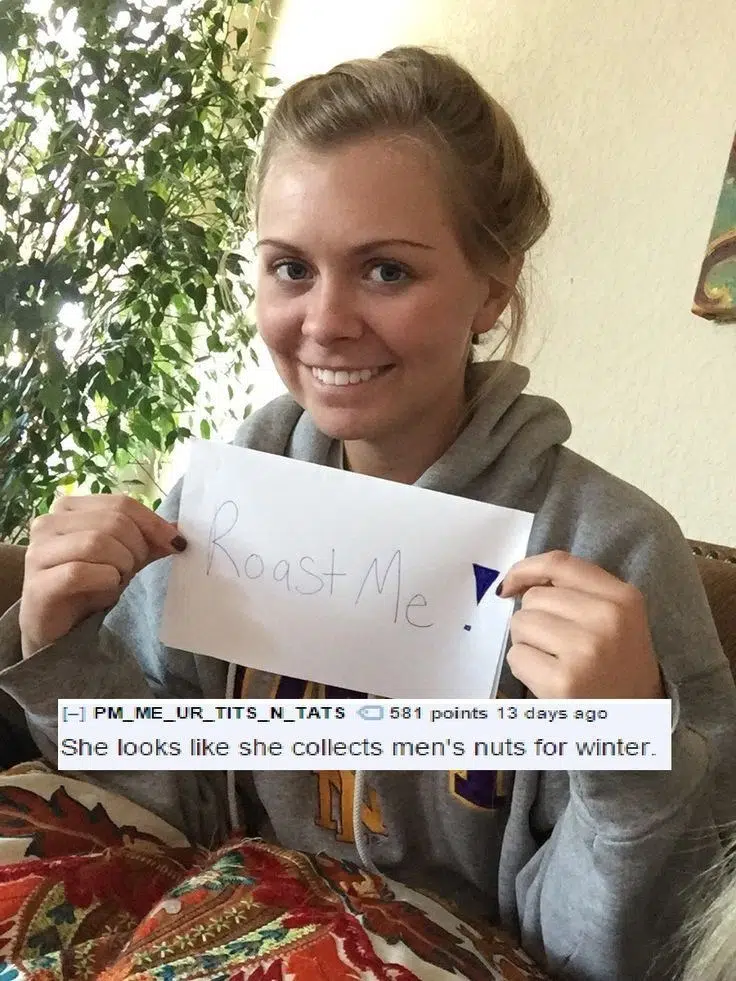 Roast Me!
[–] PM_ME_UR_TITS_N_TATS 581 points 13 days ago
She looks like she collects men's nuts for winter.